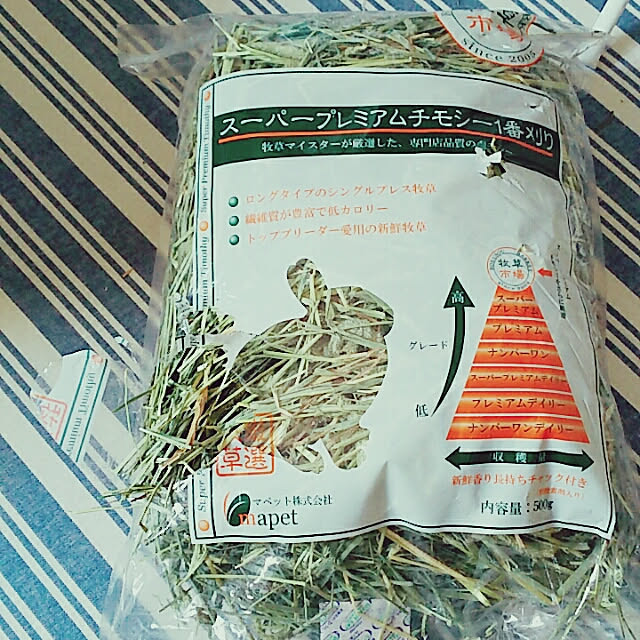 市場
since 200
スーパープレミアムチモシー1番刈り
牧草マイスターが厳選した、専門店品質の
ロングタイプのシングルプレス牧草
繊維質が豊富で低カロリー
トップブリーダー愛用の新鮮牧草
Super Premium Timothy
牧草
市場
高
グレード
低
スーパー
プレミアム
プレミアム
ナンバーワン
スーパープレミアムデイリー
プレミアムデイリー
ナンバーワンデイリー
収穫
新鮮香り長持ちチャック付き
内容量:500g
草選
マペット株式会社
mapet
Timothy